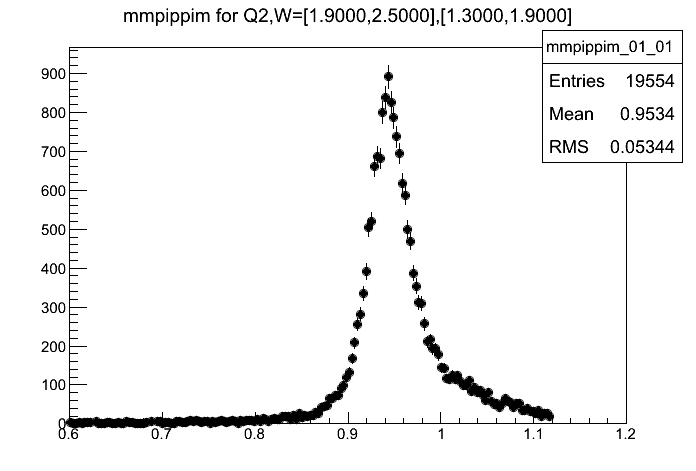 mmpippim for Q2,W=[1.9000,2.5000],[1.3000,1.9000]
mmpippim_01_01
Entries 19554
Mean 0.9534
RMS 0.05344
900
800
700
600
500
400
300
200
100
0
0.6 0.7 0.8 0.9 1 1.1 1.2